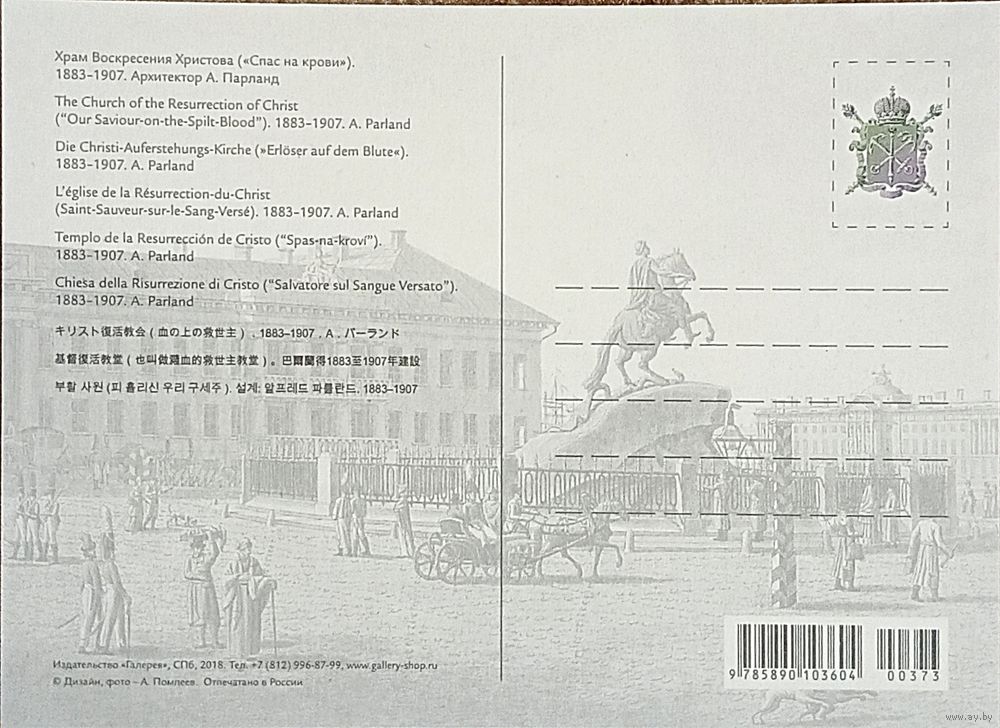 Храм Воскресения Христова («Спас на крови»).
1883–1907. Архитектор А. Парланд
The Church of the Resurrection of Christ
(“Our Saviour-on-the-Spilt-Blood”). 1883–1907. A. Parland
Die Christi-Auferstehungs-Kirche (»Erlöser auf dem Blute«).
1883–1907. A. Parland
L'église de la Résurrection-du-Christ
(Saint-Sauveur-sur-le-Sang-Versé). 1883–1907. A. Parland
Templo de la Resurrección de Cristo (“Spas-na-kroví”).
1883–1907. A. Parland
Chiesa della Risurrezione di Cristo (“Salvatore sul Sangue Versato”).
1883–1907. A. Parland
キリスト復活教会 ( 血の上の救世主 ) . 1883–1907 . A . パーランド
基督復活教堂 ( 也叫做灑血的救世主教堂 ) 。巴爾蘭得1883至1907年建設
부활 사원 (피 흘리신 우리 구세주 ). 설계: 알프레드 파를란드. 1883–1907
Издательство «Галерея», СПб, 2018. Тел. +7 (812) 996-87-99, www.gallery-shop.ru
© Дизайн, фото – А. Помлеев. Отпечатано в России
9 785890 103604
00373
www.ay.by